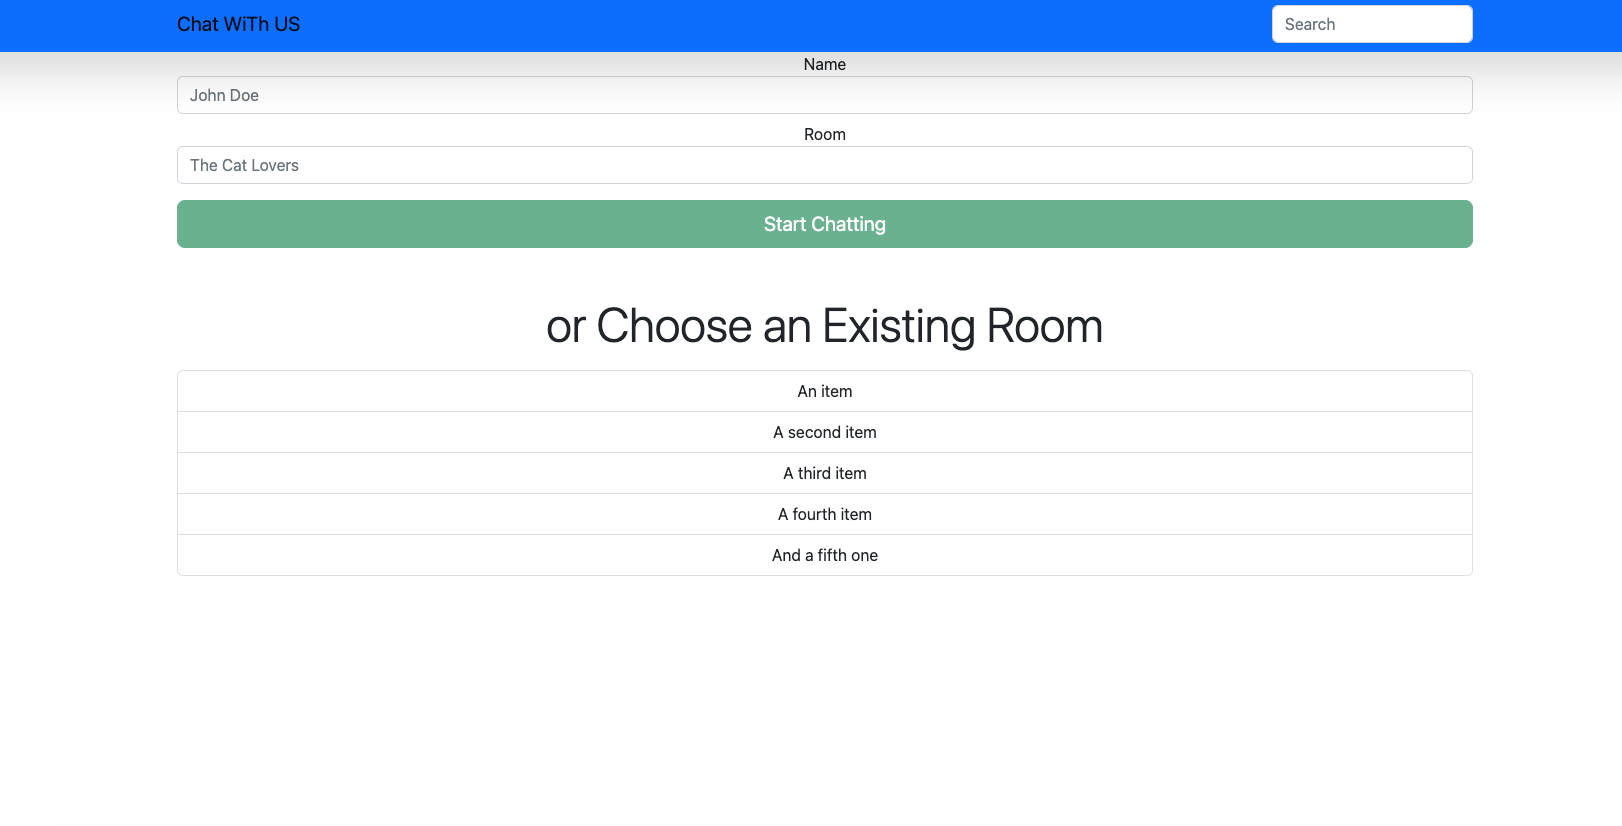 Chat WiTh US
Search
Name
John Doe
Room
The Cat Lovers
Start Chatting
or Choose an Existing Room
An item
A second item
A third item
A fourth item
And a fifth one